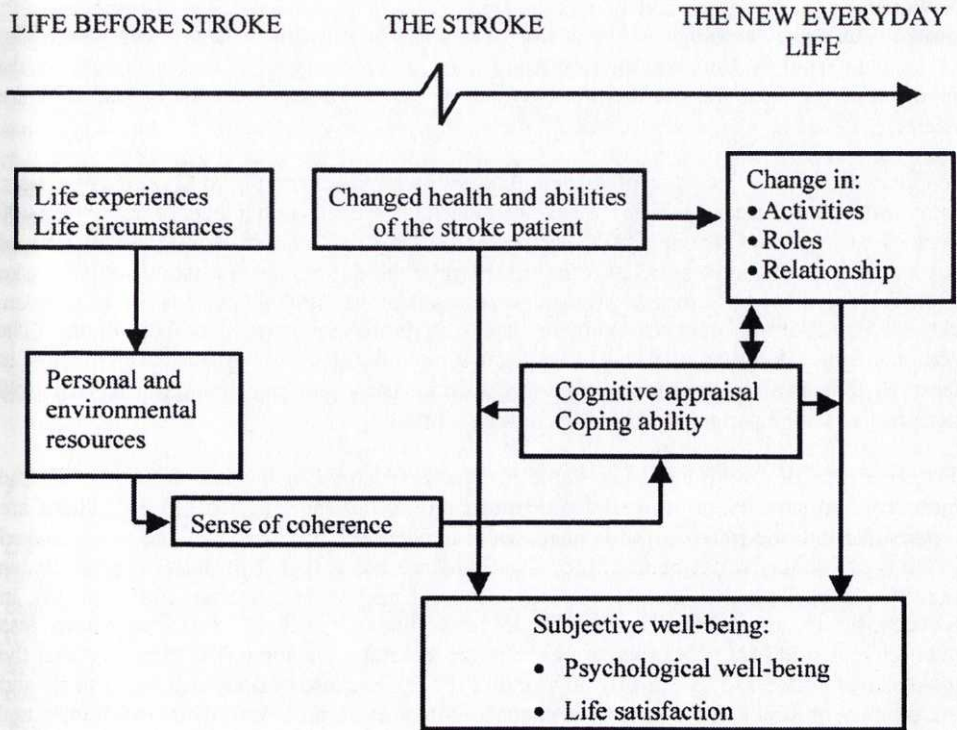 LIFE BEFORE STROKE
THE STROKE
THE NEW EVERYDAY
LIFE
Life experiences
Life circumstances
Changed health and abilities
of the stroke patient
Change in:
• Activities
• Roles
• Relationship
Personal and
environmental
resources
Cognitive appraisal
Coping ability
Sense of coherence
Subjective well-being:
• Psychological well-being
• Life satisfaction